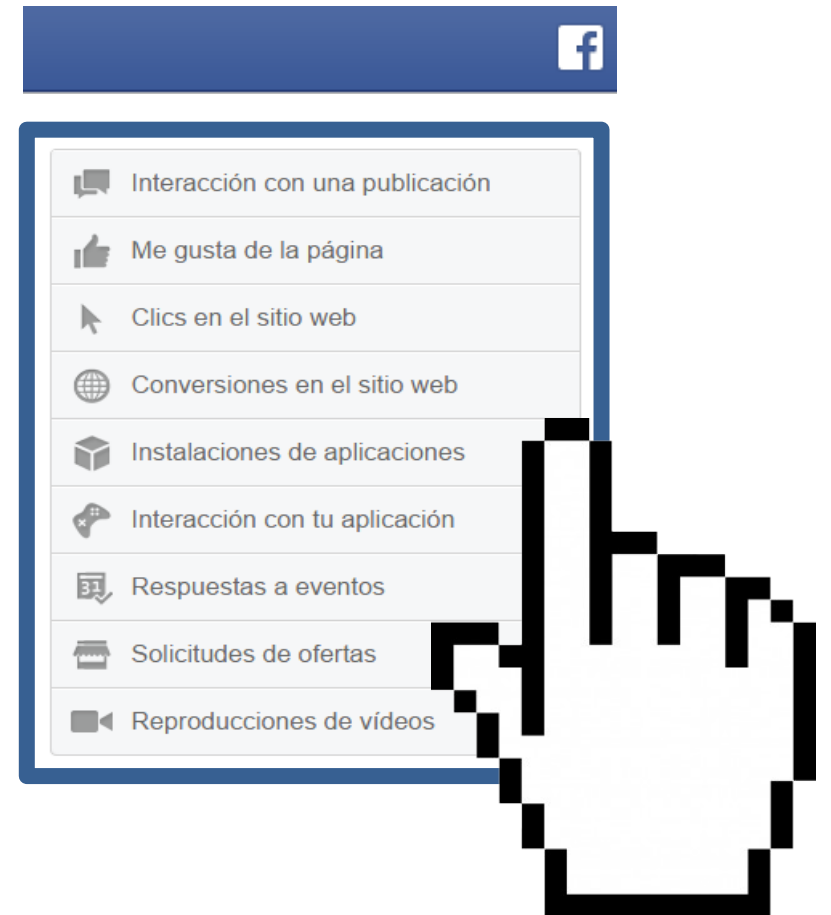 f
Interacción con una publicación
Me gusta de la página
Clics en el sitio web
Conversiones en el sitio web
Instalaciones de aplicaciones
Interacción con tu aplicación
31
Respuestas a eventos
Solicitudes de ofertas
Reproducciones de vídeos